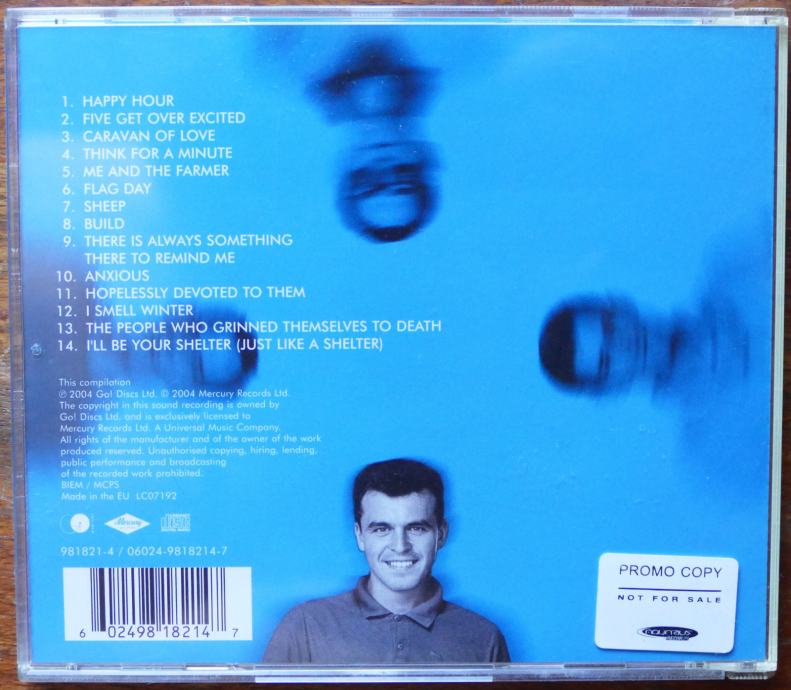 1. HAPPY HOUR
2. FIVE GET OVER EXCITED
3. CARAVAN OF LOVE
4. THINK FOR A MINUTE
5. ME AND THE FARMER
6. FLAG DAY
7. SHEEP
8. BUILD
9. THERE IS ALWAYS SOMETHING
THERE TO REMIND ME
10. ANXIOUS
11. HOPELESSLY DEVOTED TO THEM
12. I SMELL WINTER
13. THE PEOPLE WHO GRINNED THEMSELVES TO DEATH
14. I'LL BE YOUR SHELTER (JUST LIKE A SHELTER)
This compilation
℗ 2004 Go! Discs Ltd. © 2004 Mercury Records Ltd.
The copyright in this sound recording is owned by
Go! Discs Ltd. and is exclusively licensed to
Mercury Records Ltd. A Universal Music Company.
All rights of the manufacturer and of the owner of the work
produced reserved. Unauthorised copying, hiring, lending,
public performance and broadcasting
of the recorded work prohibited.
BIEM / MCPS
Made in the EU LC07192
Mercury
981821-4 / 06024-9818214-7
6 02498 18214 7
PROMO COPY
NOT FOR SALE